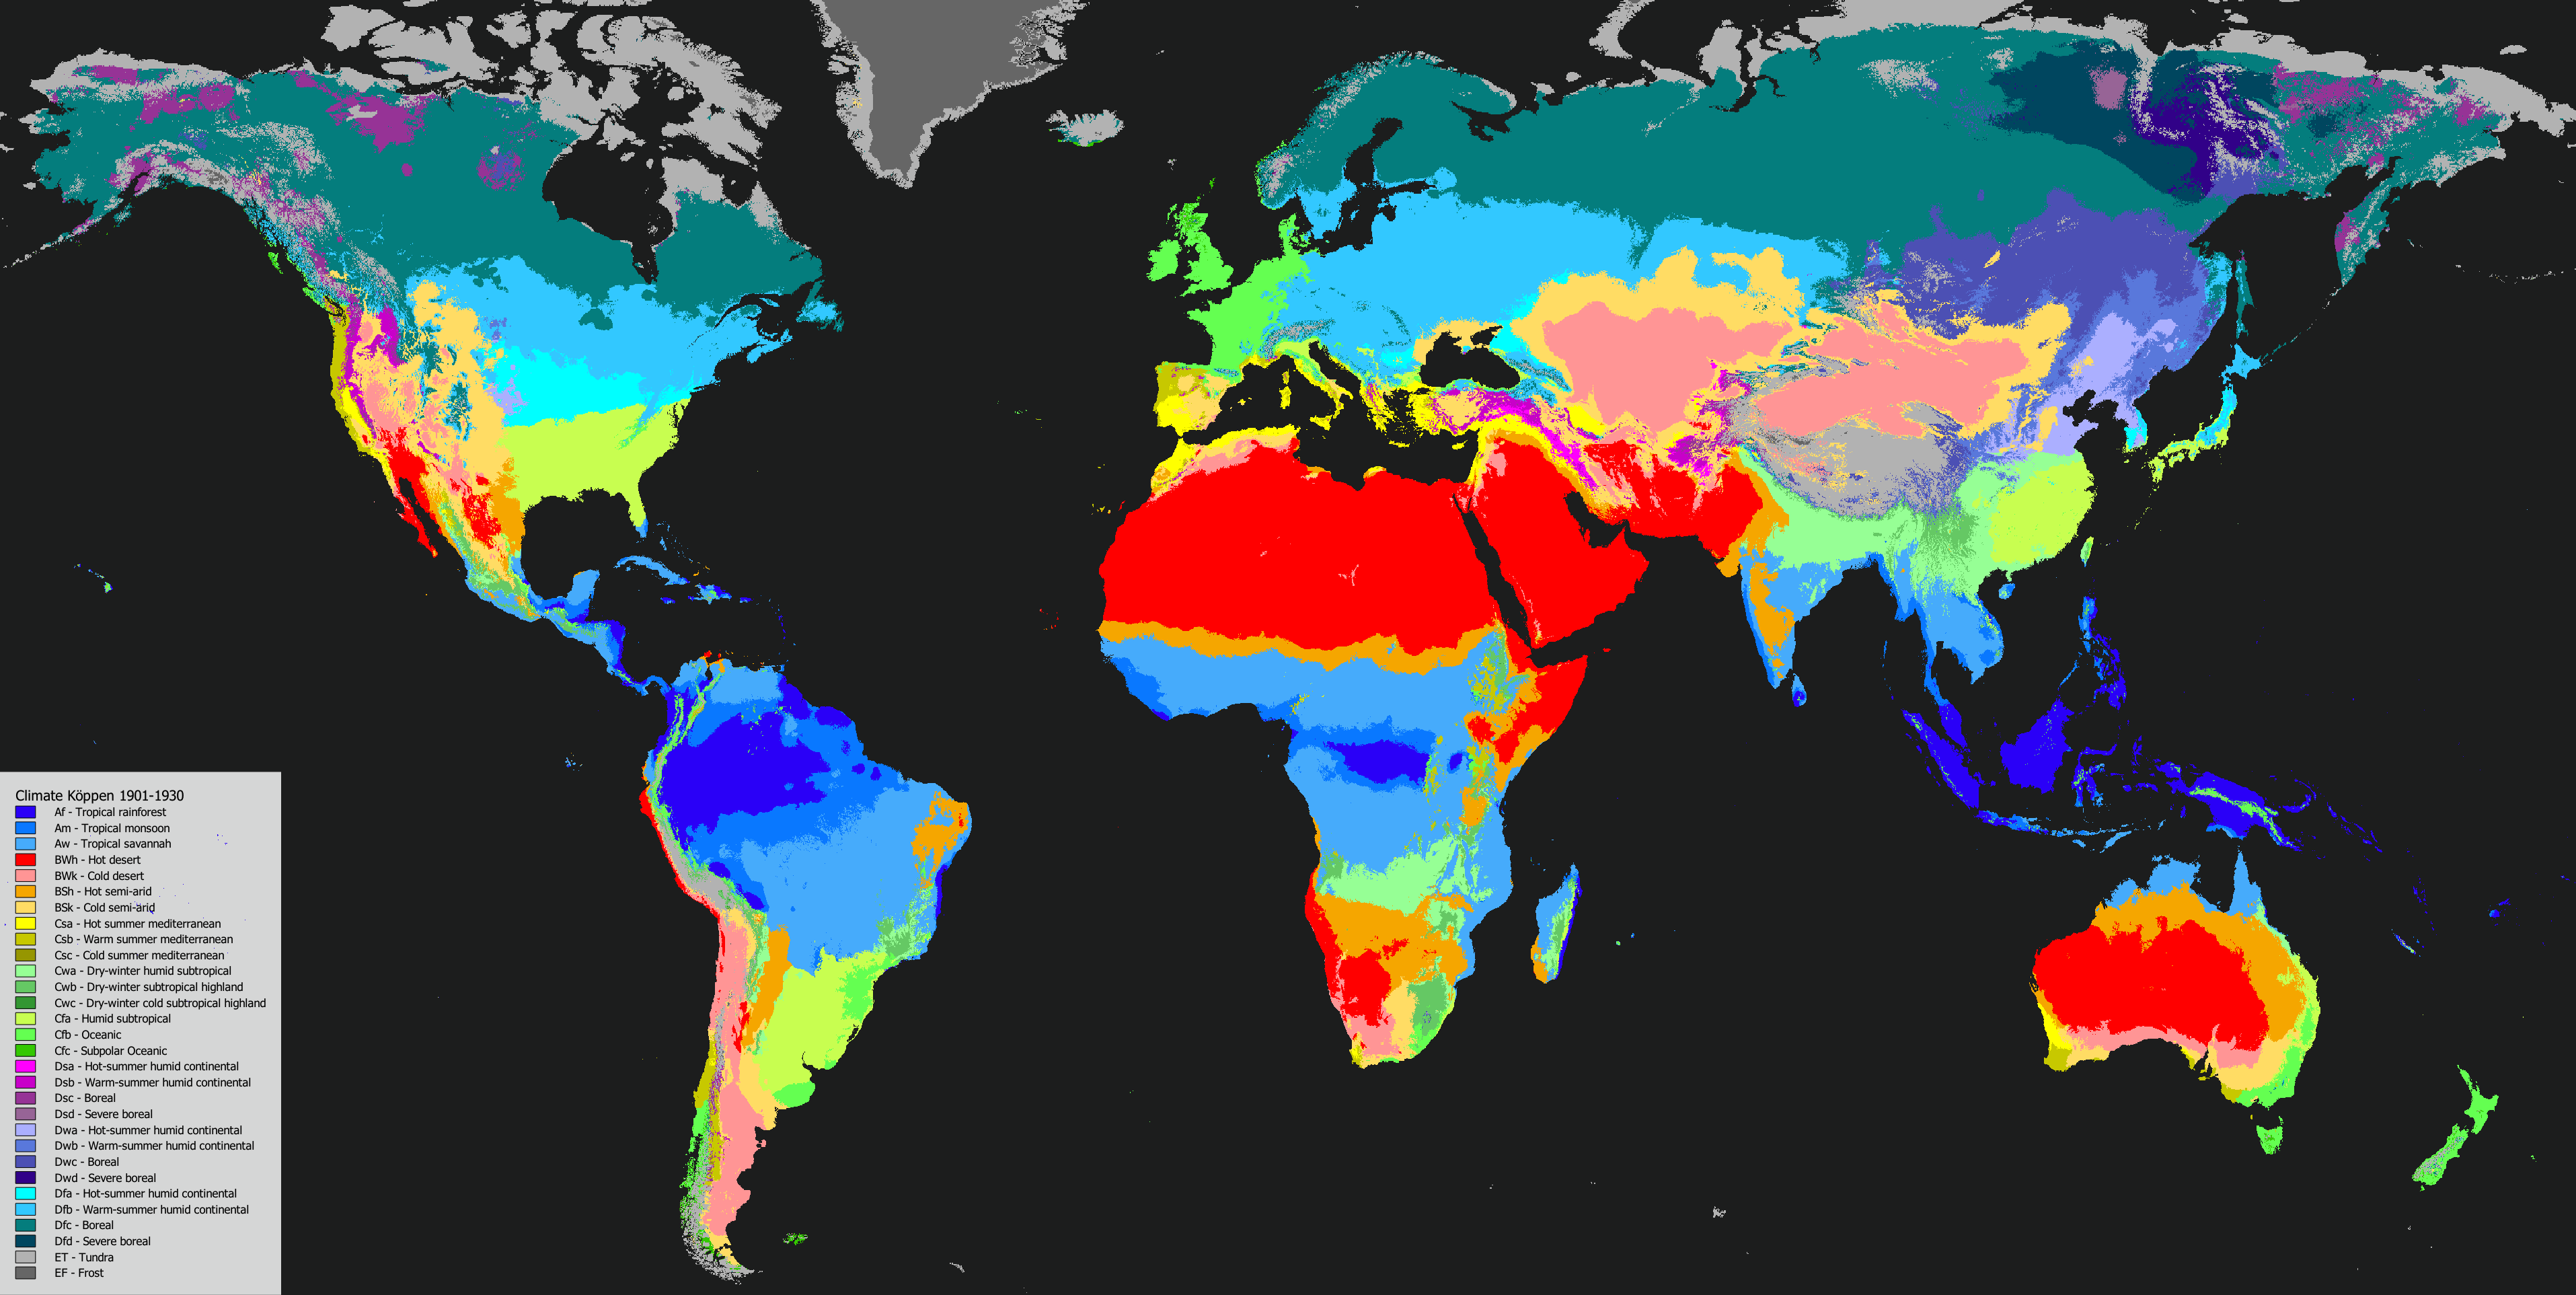 Climate Köppen 1901-1930
Af - Tropical rainforest
Am - Tropical monsoon
Aw - Tropical savannah
BWh - Hot desert
BWk - Cold desert
BSh - Hot semi-arid
BSk - Cold semi-arid
Csa - Hot summer mediterranean
Csb - Warm summer mediterranean
Csc - Cold summer mediterranean
Cwa - Dry-winter humid subtropical
Cwb - Dry-winter subtropical highland
Cwc - Dry-winter cold subtropical highland
Cfa - Humid subtropical
Cfb - Oceanic
Cfc - Subpolar Oceanic
Dsa - Hot-summer humid continental
Dsb - Warm-summer humid continental
Dsc - Boreal
Dsd - Severe boreal
Dwa - Hot-summer humid continental
Dwb - Warm-summer humid continental
Dwc - Boreal
Dwd - Severe boreal
Dfa - Hot-summer humid continental
Dfb - Warm-summer humid continental
Dfc - Boreal
Dfd - Severe boreal
ET - Tundra
EF - Frost